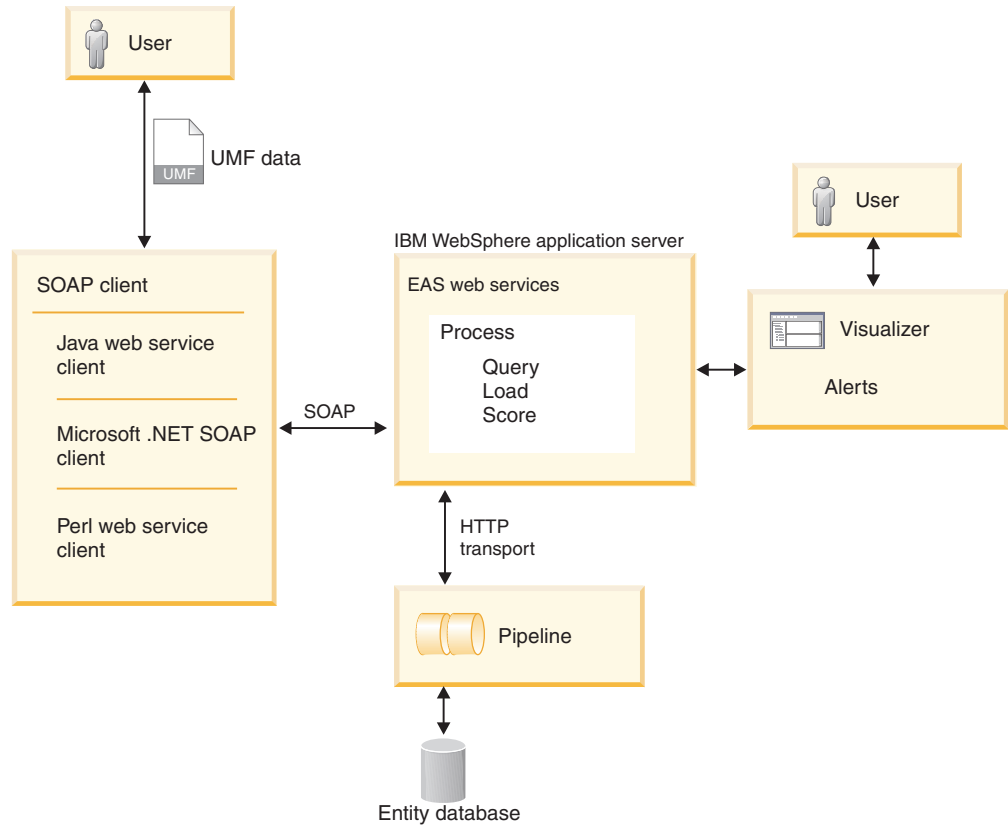 User
UMF
UMF data
User
IBM WebSphere application server
SOAP client
EAS web services
Java web service
client
Process
Query
Load
Score
Visualizer
Alerts
SOAP
Microsoft .NET SOAP
client
Perl web service
client
HTTP
transport
Pipeline
Entity database